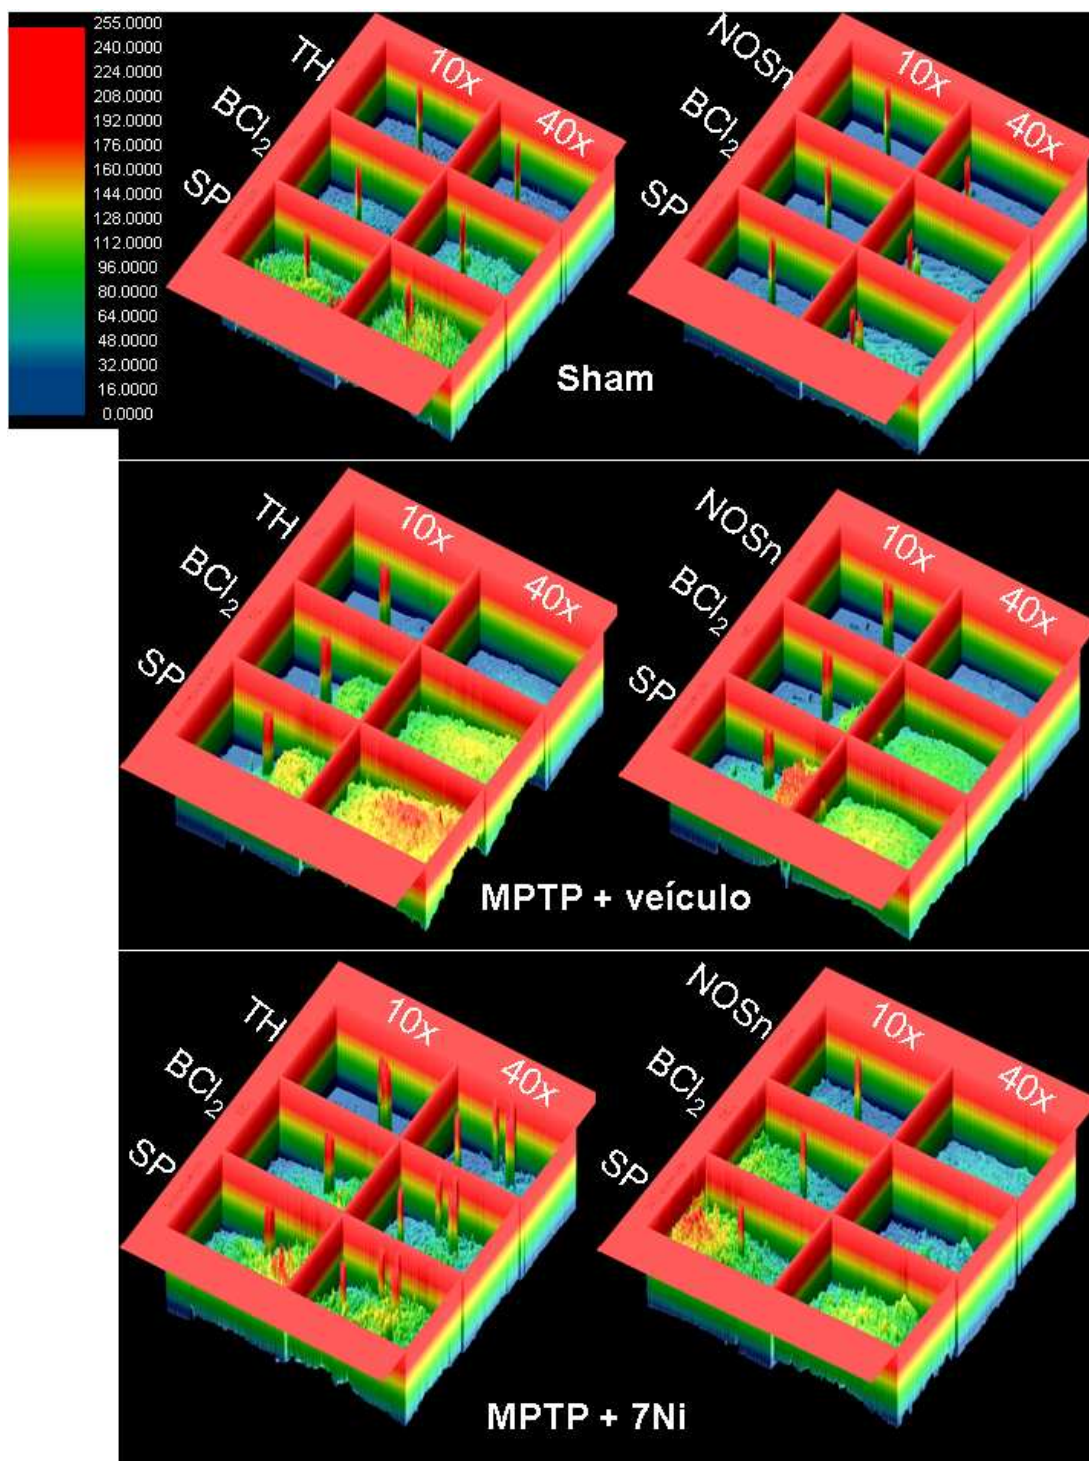 255.0000
240.0000
224.0000
208.0000
192.0000
176.0000
160.0000
144.0000
128.0000
112.0000
96.0000
80.0000
64.0000
48.0000
32.0000
16.0000
0.0000
TH
BCl₂
SP
10x
40x
NOSn
BCl₂
SP
10x
40x
Sham
TH
BCl₂
SP
10x
40x
NOSn
BCl₂
SP
10x
40x
MPTP + veículo
TH
BCl₂
SP
10x
40x
NOSn
BCl₂
SP
10x
40x
MPTP + 7Ni